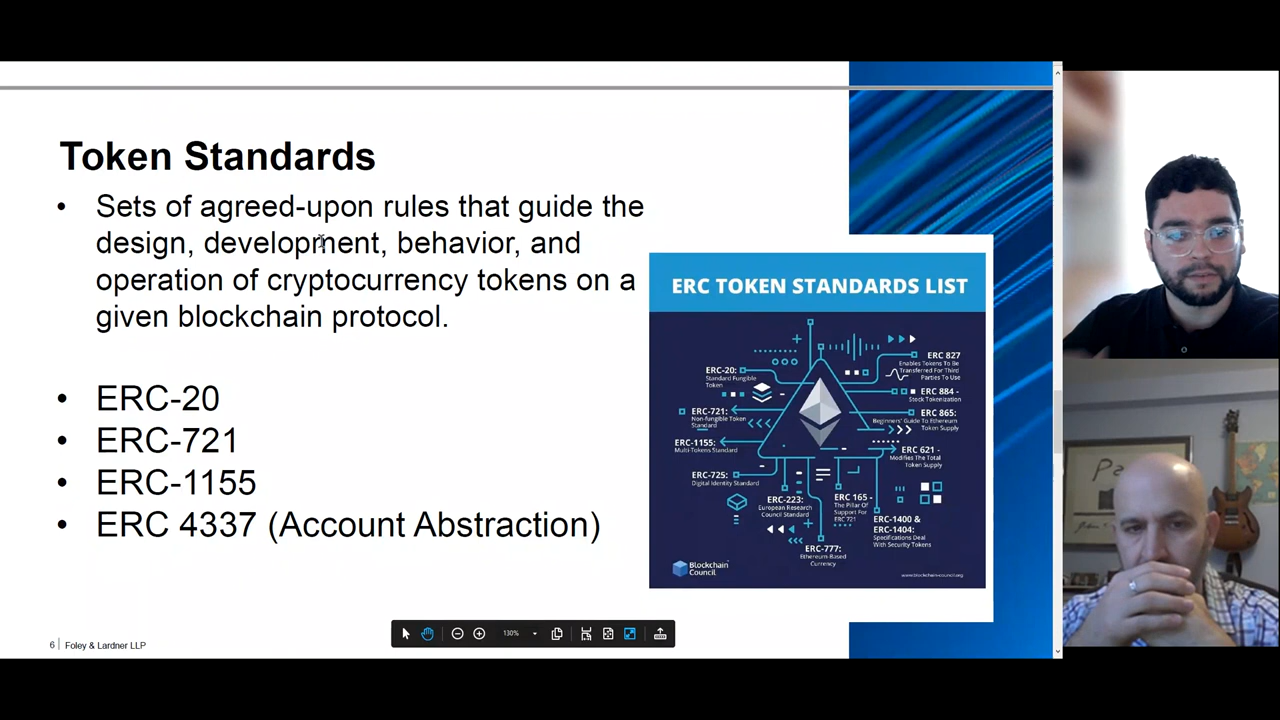 Token Standards
• Sets of agreed-upon rules that guide the
design, development, behavior, and
operation of cryptocurrency tokens on a
given blockchain protocol.
• ERC-20
• ERC-721
• ERC-1155
• ERC 4337 (Account Abstraction)
ERC TOKEN STANDARDS LIST
ERC-20:
Standard Fungible
Token
ERC-721:
Non-fungible Token
Standard
ERC-1155:
Multi-Tokens Standard
ERC-725:
Digital Identity Standard
ERC-223:
European Research
Council Standard
ERC-777:
Ethereum-Based
Currency
ERC 165 -
The Pillar Of
Support For
ERC 721
ERC-1400 &
ERC-1404:
Specifications Deal
With Security Tokens
ERC 621 -
Modifies The Total
Token Supply
ERC 865:
Beginners' Guide To Ethereum
Token Supply
ERC 884 -
Stock Tokenization
ERC 827
Enables Tokens To Be
Transferred For Third
Parties To Use
Blockchain
Council
www.blockchain-council.org
6 | Foley & Lardner LLP
130%